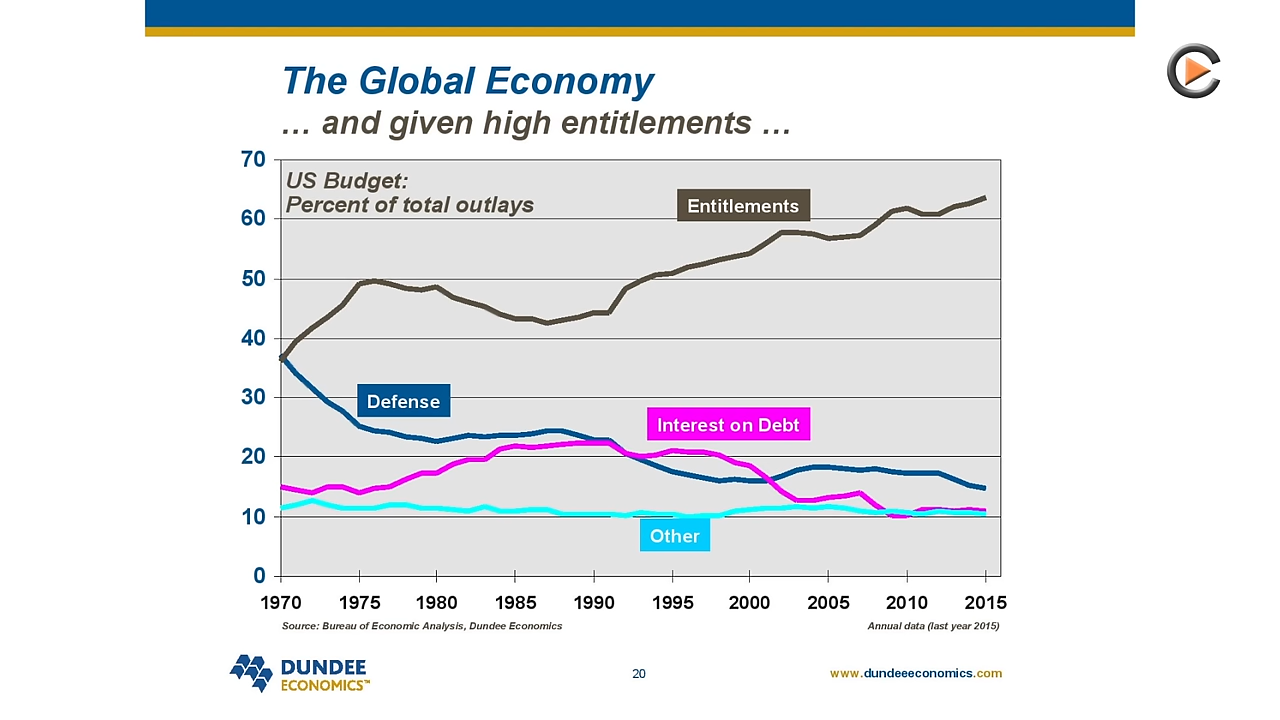 The Global Economy
… and given high entitlements …
70
US Budget:
Percent of total outlays
Entitlements
60
50
40
30
Defense
Interest on Debt
20
10
Other
0
1970 1975 1980 1985 1990 1995 2000 2005 2010 2015
Source: Bureau of Economic Analysis, Dundee Economics
Annual data (last year 2015)
DUNDEE
ECONOMICS™
20
www.dundeeeconomics.com